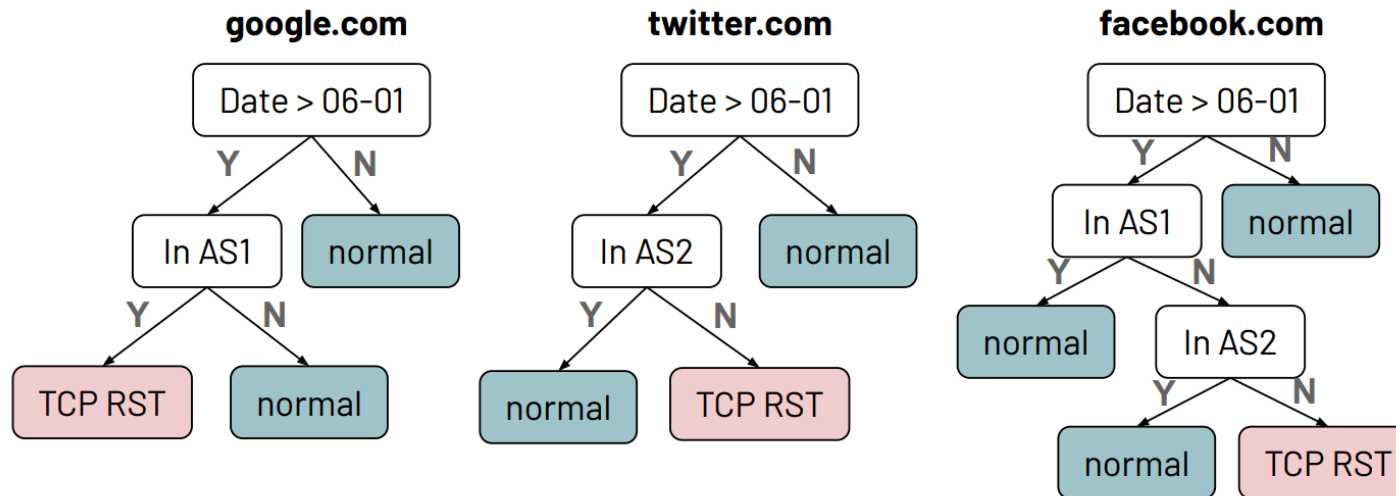 google.com
Date > 06-01
Y
N
In AS1
normal
Y
N
TCP RST
normal
twitter.com
Date > 06-01
Y
N
In AS2
normal
Y
N
normal
TCP RST
facebook.com
Date > 06-01
Y
N
In AS1
normal
Y
N
normal
In AS2
Y
N
normal
TCP RST